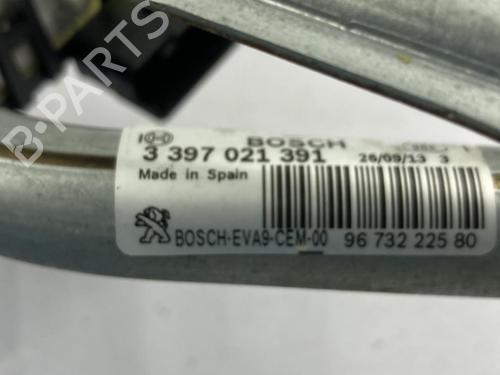 BOSCH
3 397 021 391 26/09/13 3
Made in Spain
BOSCH-EVA9-CEM-00 96 732 225 80